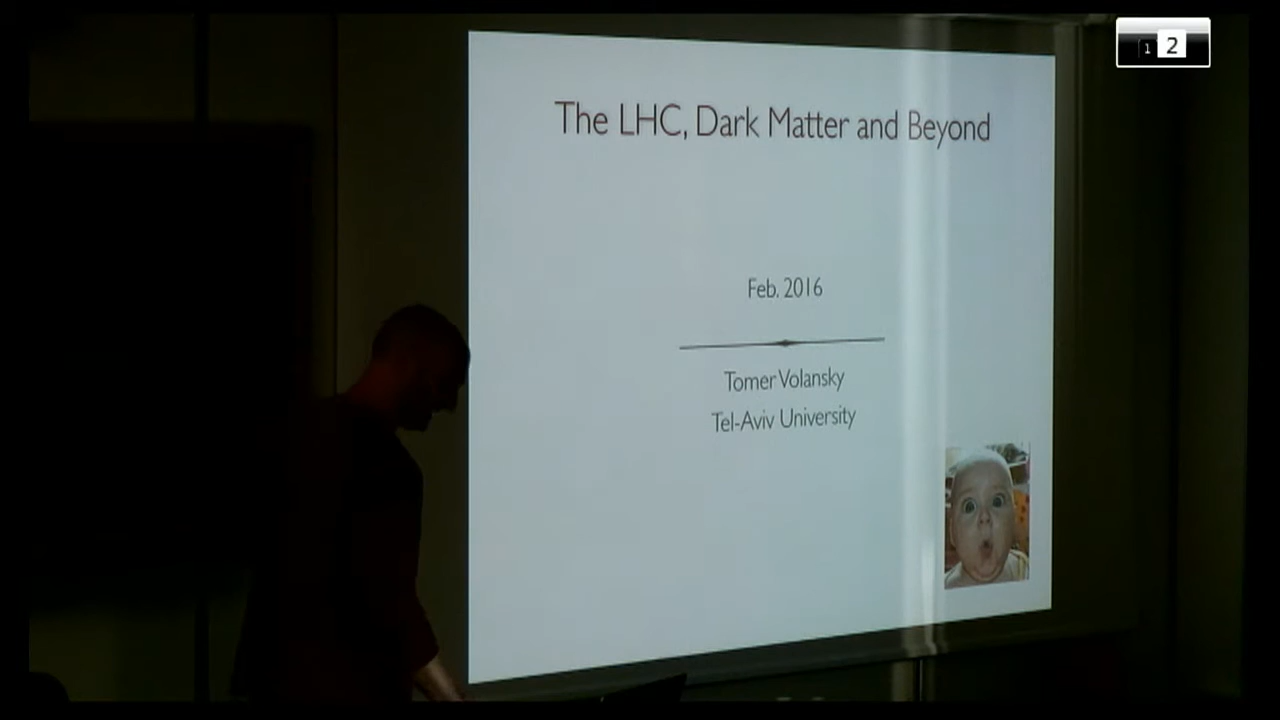 1 2
The LHC, Dark Matter and Beyond
Feb. 2016
Tomer Volansky
Tel-Aviv University